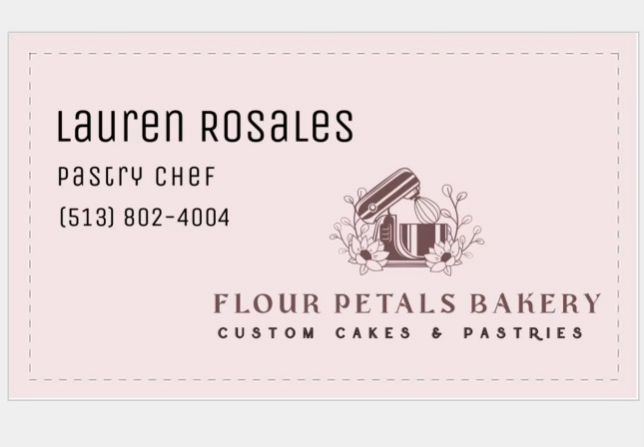 Lauren Rosales
Pastry Chef
(513) 802-4004
FLOUR PETALS BAKERY
CUSTOM CAKES & PASTRIES